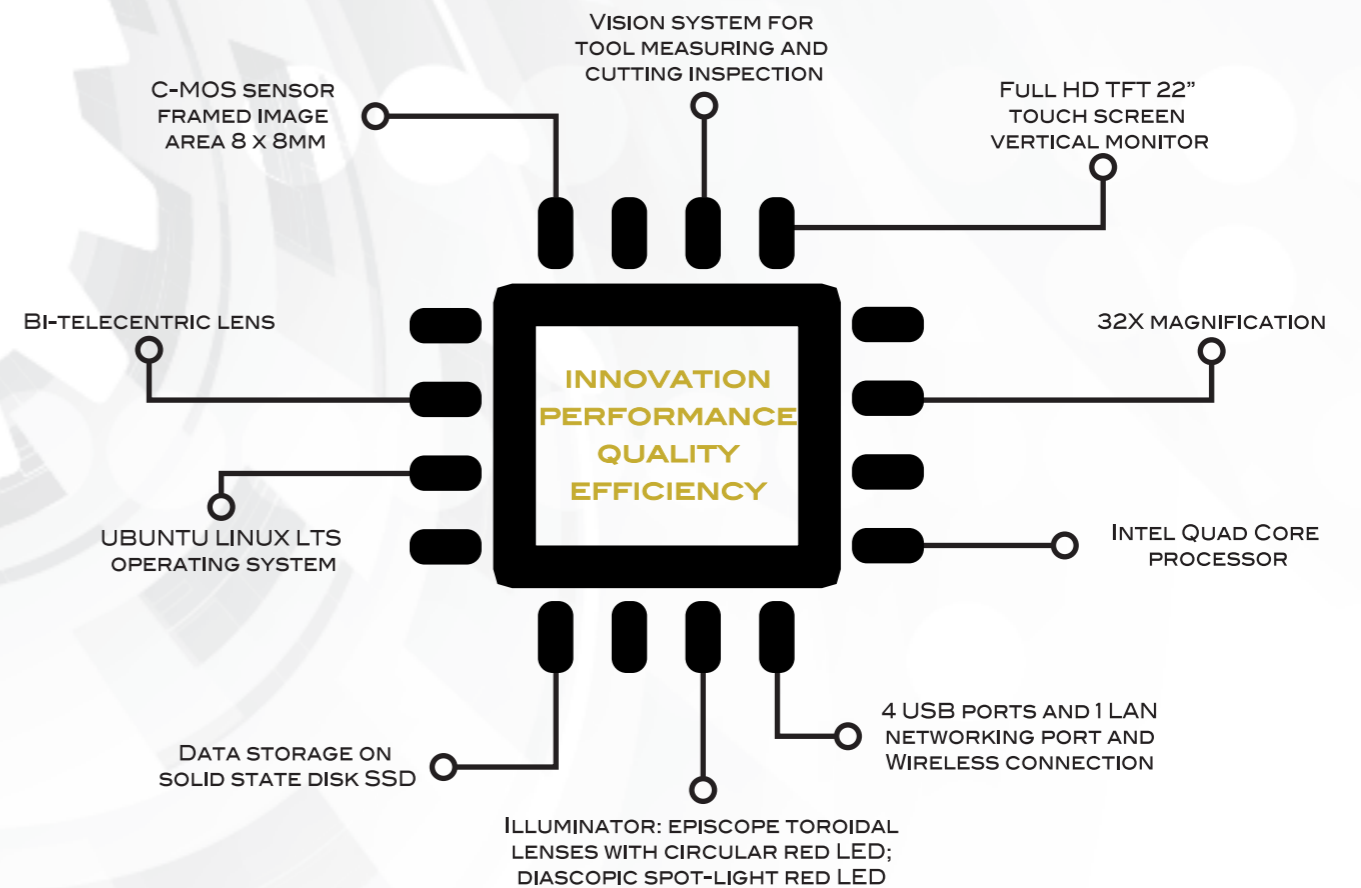 Vision system for
tool measuring and
cutting inspection
C-MOS sensor
framed image
area 8 x 8mm
Full HD TFT 22”
touch screen
vertical monitor
Bi-telecentric lens
32X magnification
INNOVATION
PERFORMANCE
QUALITY
EFFICIENCY
UBUNTU LINUX LTS
operating system
Intel Quad Core
processor
Data storage on
solid state disk SSD
4 USB ports and 1 LAN
networking port and
Wireless connection
Illuminator: episcope toroidal
lenses with circular red LED;
diascopic spot-light red LED